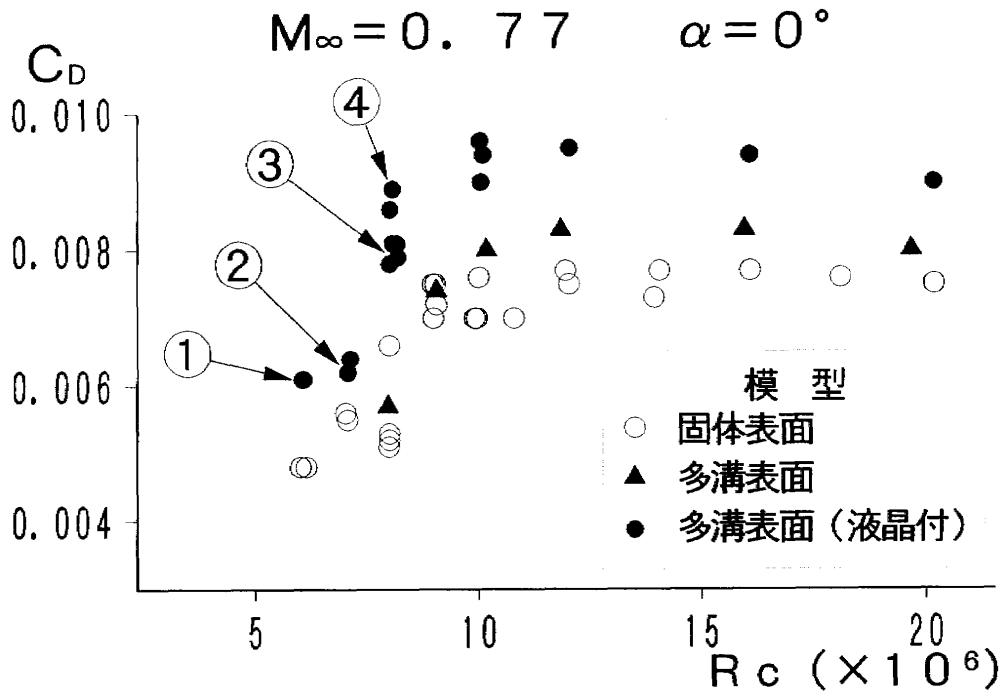 M∞=0. 77 α=0°
C_D
0.010
④
③
0.008
②
①
0.006
模 型
○ 固体表面
▲ 多溝表面
● 多溝表面（液晶付）
0.004
5 10 15 20
Rc (×10⁶)